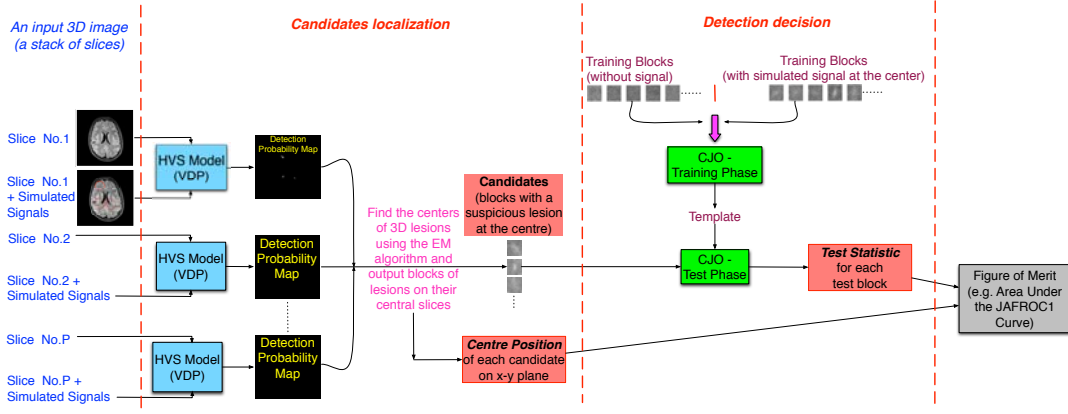 An input 3D image
(a stack of slices)
Candidates localization
Detection decision
Training Blocks
(without signal)
Training Blocks
(with simulated signal at the center)
......
......
Slice No.1
HVS Model
(VDP)
Detection
Probability Map
Slice No.1
+ Simulated
Signals
CJO -
Training Phase
Template
Candidates
(blocks with a
suspicious lesion
at the centre)
Find the centers
of 3D lesions
using the EM
algorithm and
output blocks of
lesions on their
central slices
Slice No.2
HVS Model
(VDP)
Detection
Probability
Map
Slice No.2 +
Simulated Signals
CJO -
Test Phase
Test Statistic
for each
test block
Figure of Merit
(e.g. Area Under
the JAFROC1
Curve)
Slice No.P
HVS Model
(VDP)
Detection
Probability
Map
Slice No.P +
Simulated Signals
Centre Position
of each candidate
on x-y plane